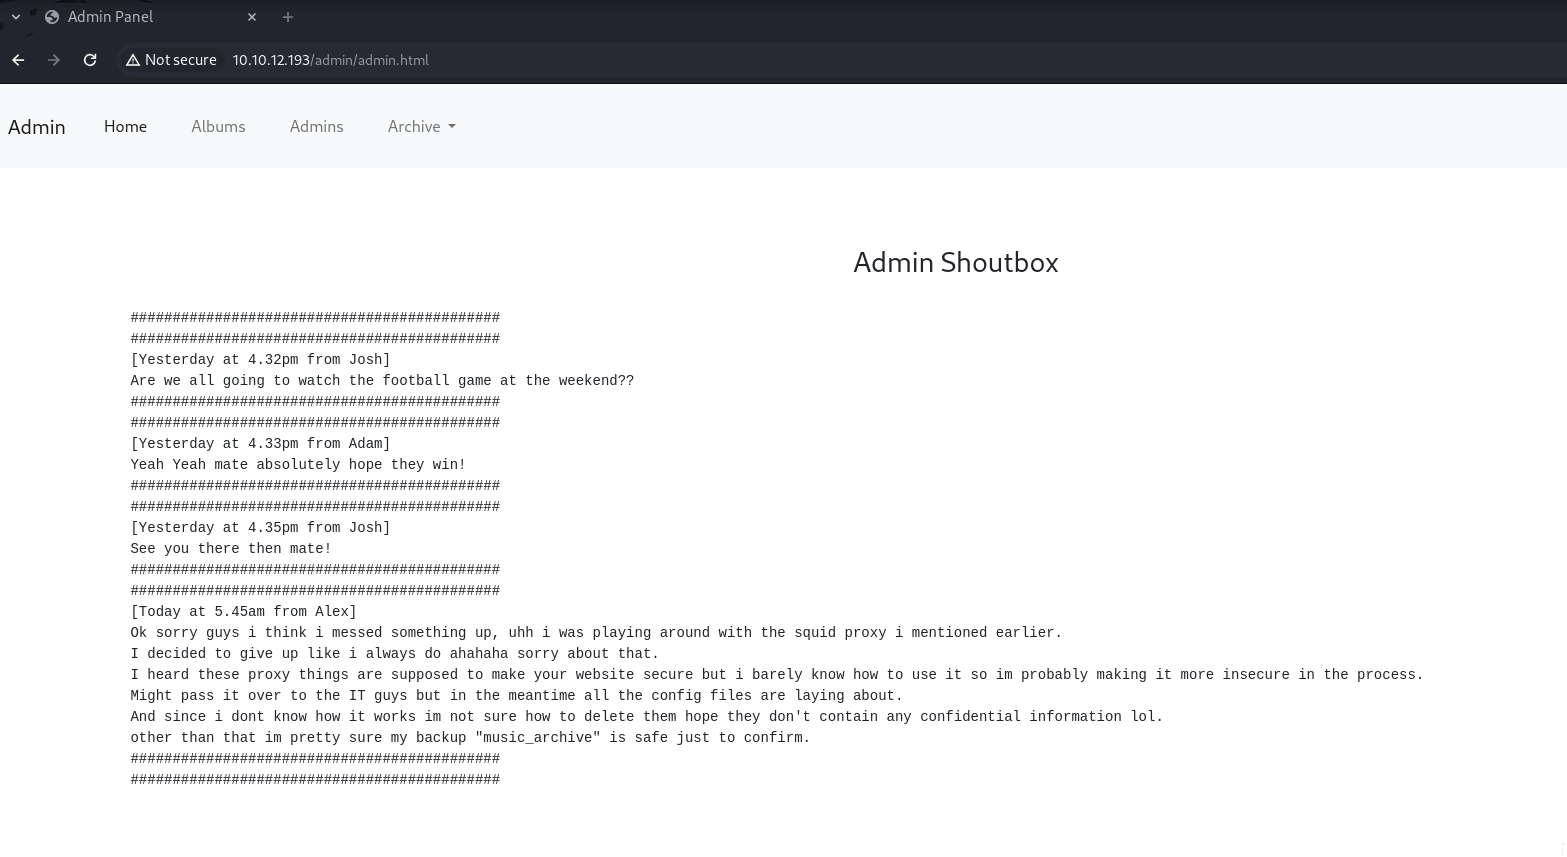 Admin Panel
Not secure 10.10.12.193/admin/admin.html
Admin Home Albums Admins Archive
Admin Shoutbox
############################################
############################################
[Yesterday at 4.32pm from Josh]
Are we all going to watch the football game at the weekend??
############################################
############################################
[Yesterday at 4.33pm from Adam]
Yeah Yeah mate absolutely hope they win!
############################################
############################################
[Yesterday at 4.35pm from Josh]
See you there then mate!
############################################
############################################
[Today at 5.45am from Alex]
Ok sorry guys i think i messed something up, uhh i was playing around with the squid proxy i mentioned earlier.
I decided to give up like i always do ahahaha sorry about that.
I heard these proxy things are supposed to make your website secure but i barely know how to use it so im probably making it more insecure in the process.
Might pass it over to the IT guys but in the meantime all the config files are laying about.
And since i dont know how it works im not sure how to delete them hope they don't contain any confidential information lol.
other than that im pretty sure my backup "music_archive" is safe just to confirm.
############################################
############################################